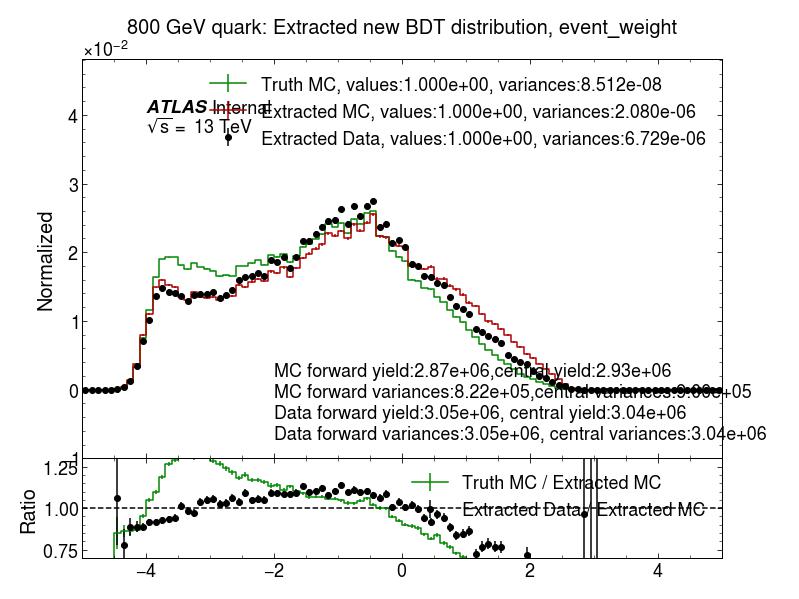 800 GeV quark: Extracted new BDT distribution, event_weight
×10⁻²
Truth MC, values:1.000e+00, variances:8.512e-08
ATLAS Internal
Extracted MC, values:1.000e+00, variances:2.080e-06
√s = 13 TeV
Extracted Data, values:1.000e+00, variances:6.729e-06
Normalized
4
3
2
1
0
MC forward yield:2.87e+06,central yield:2.93e+06
MC forward variances:8.22e+05,central variances:9.00e+05
Data forward yield:3.05e+06, central yield:3.04e+06
Data forward variances:3.05e+06, central variances:3.04e+06
1
Ratio
1.25
1.00
0.75
Truth MC / Extracted MC
Extracted Data / Extracted MC
−4
−2
0
2
4